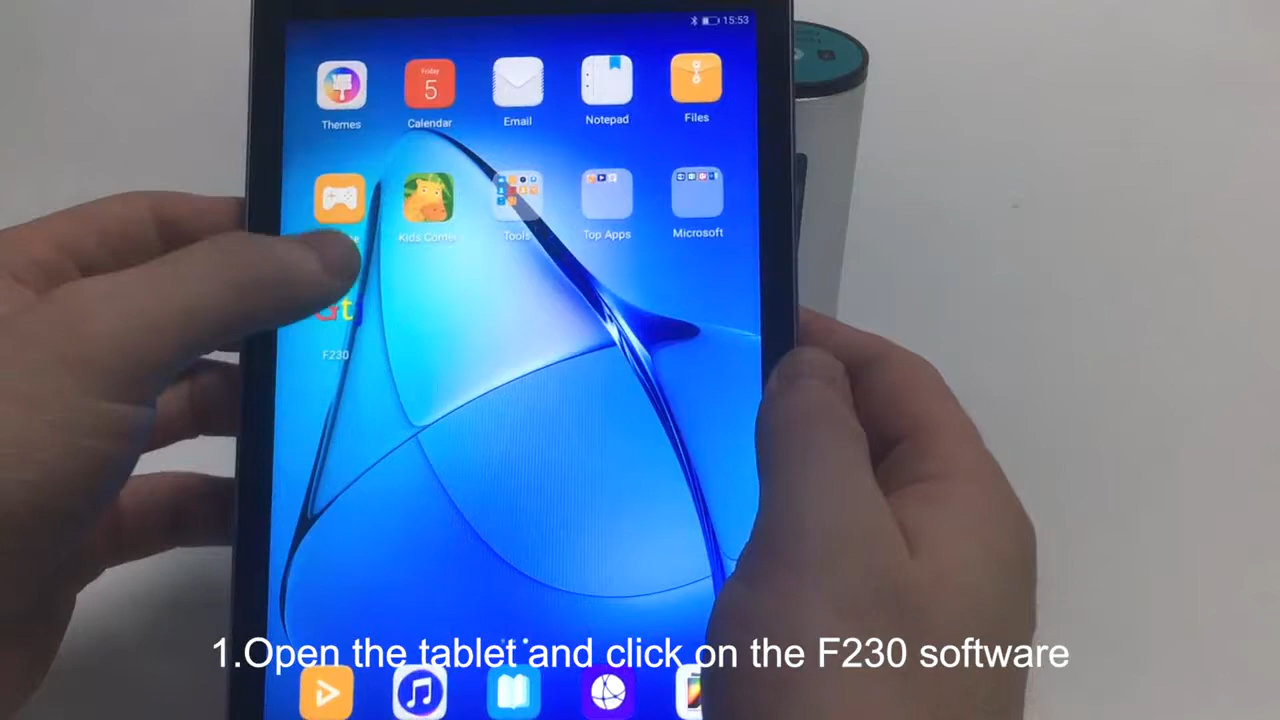 15:53
Friday
5
Themes
Calendar
Email
Notepad
Files
Kids Corner
Tools
Top Apps
Microsoft
F230
1.Open the tablet and click on the F230 software